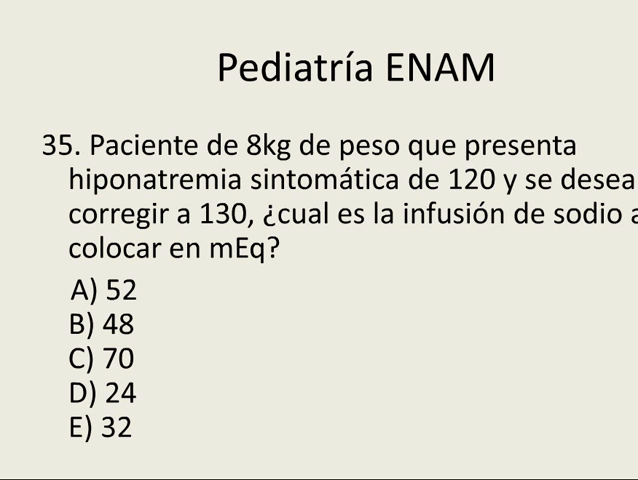 Pediatría ENAM
35. Paciente de 8kg de peso que presenta
hiponatremia sintomática de 120 y se desea
corregir a 130, ¿cual es la infusión de sodio a
colocar en mEq?
A) 52
B) 48
C) 70
D) 24
E) 32